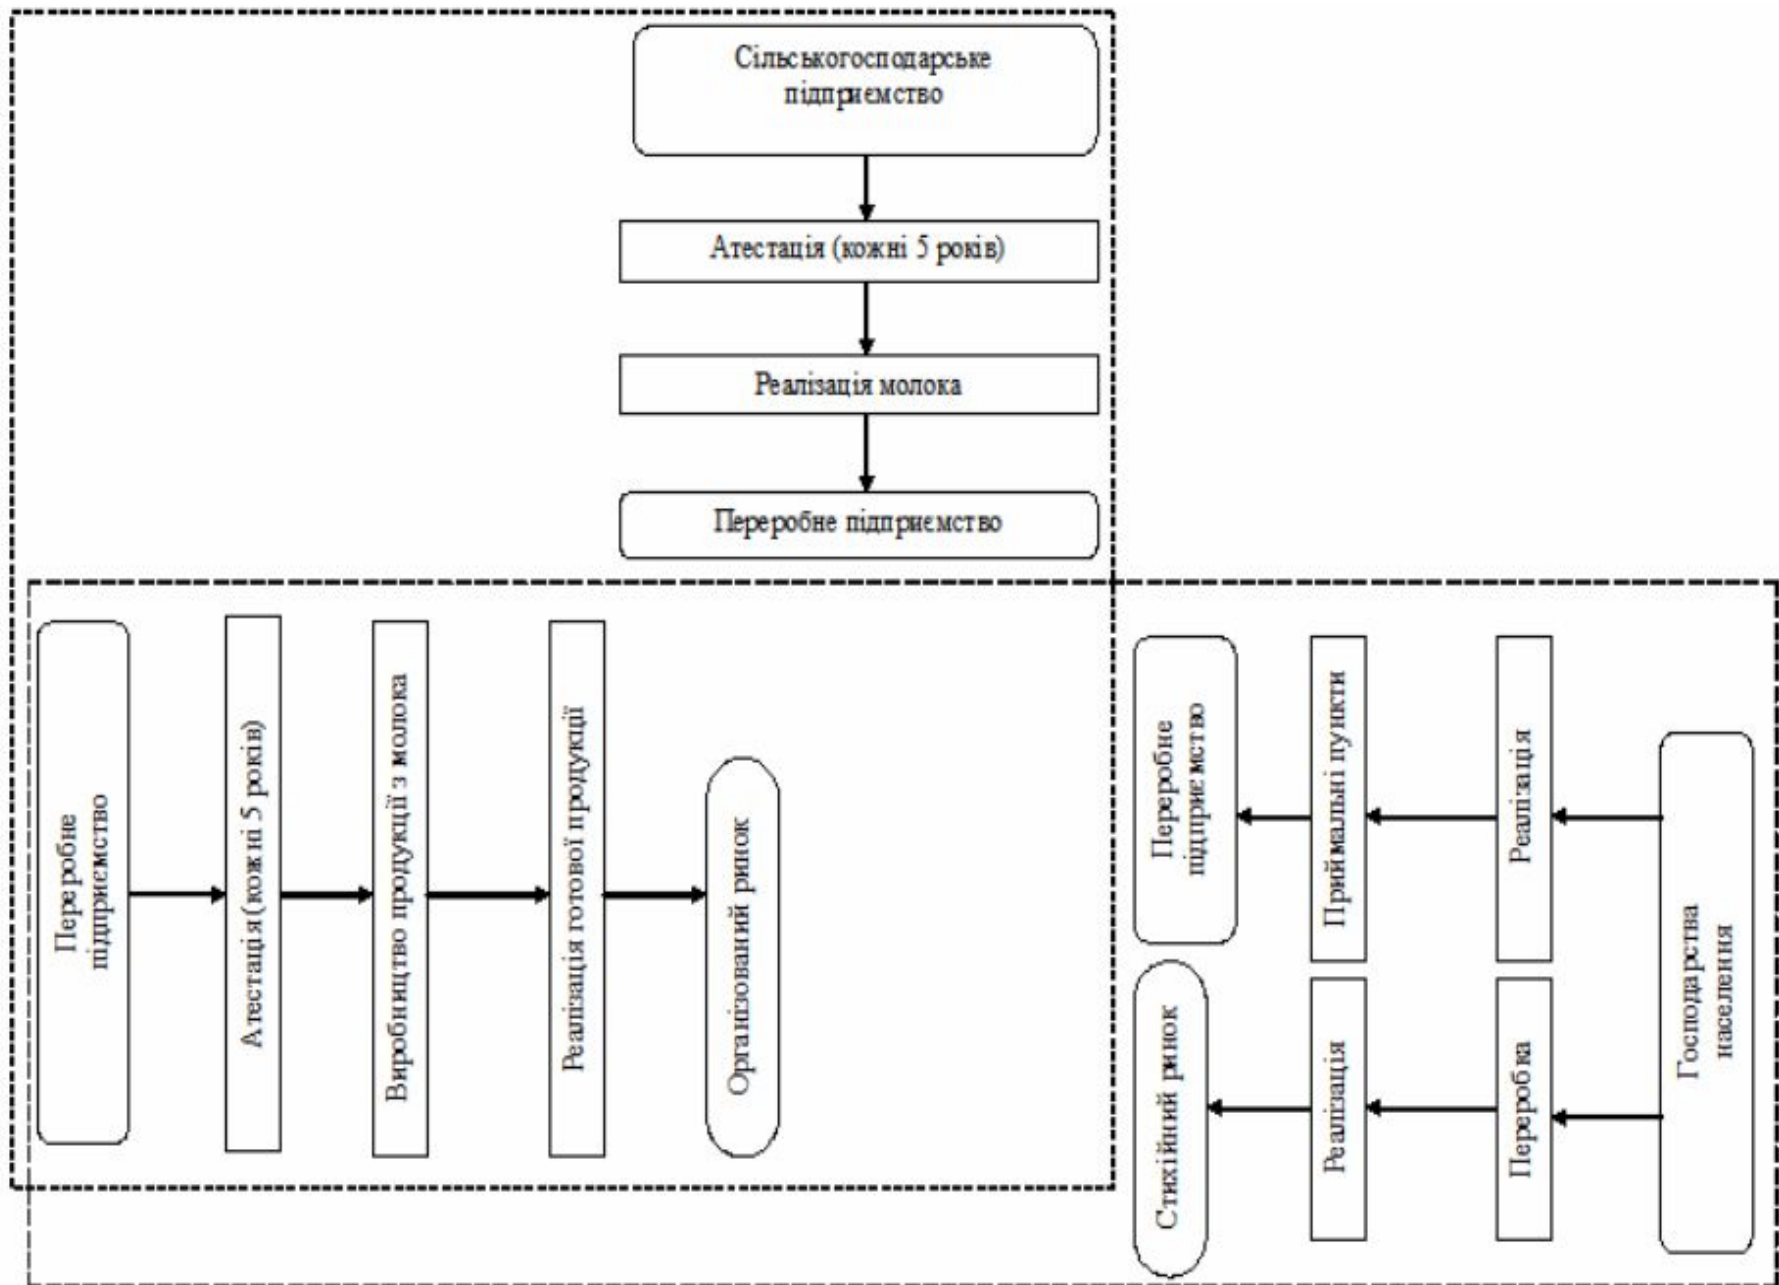 Сільськогосподарське
підприємство
Атестація (кожні 5 років)
Реалізація молока
Переробне підприємство
Переробне
підприємство
Атестація (кожні 5 років)
Виробництво продукції з молока
Реалізація готової продукції
Організований ринок
Переробне
підприємство
Приймальні пункти
Реалізація
Стихійний ринок
Реалізація
Переробка
Господарства
населення